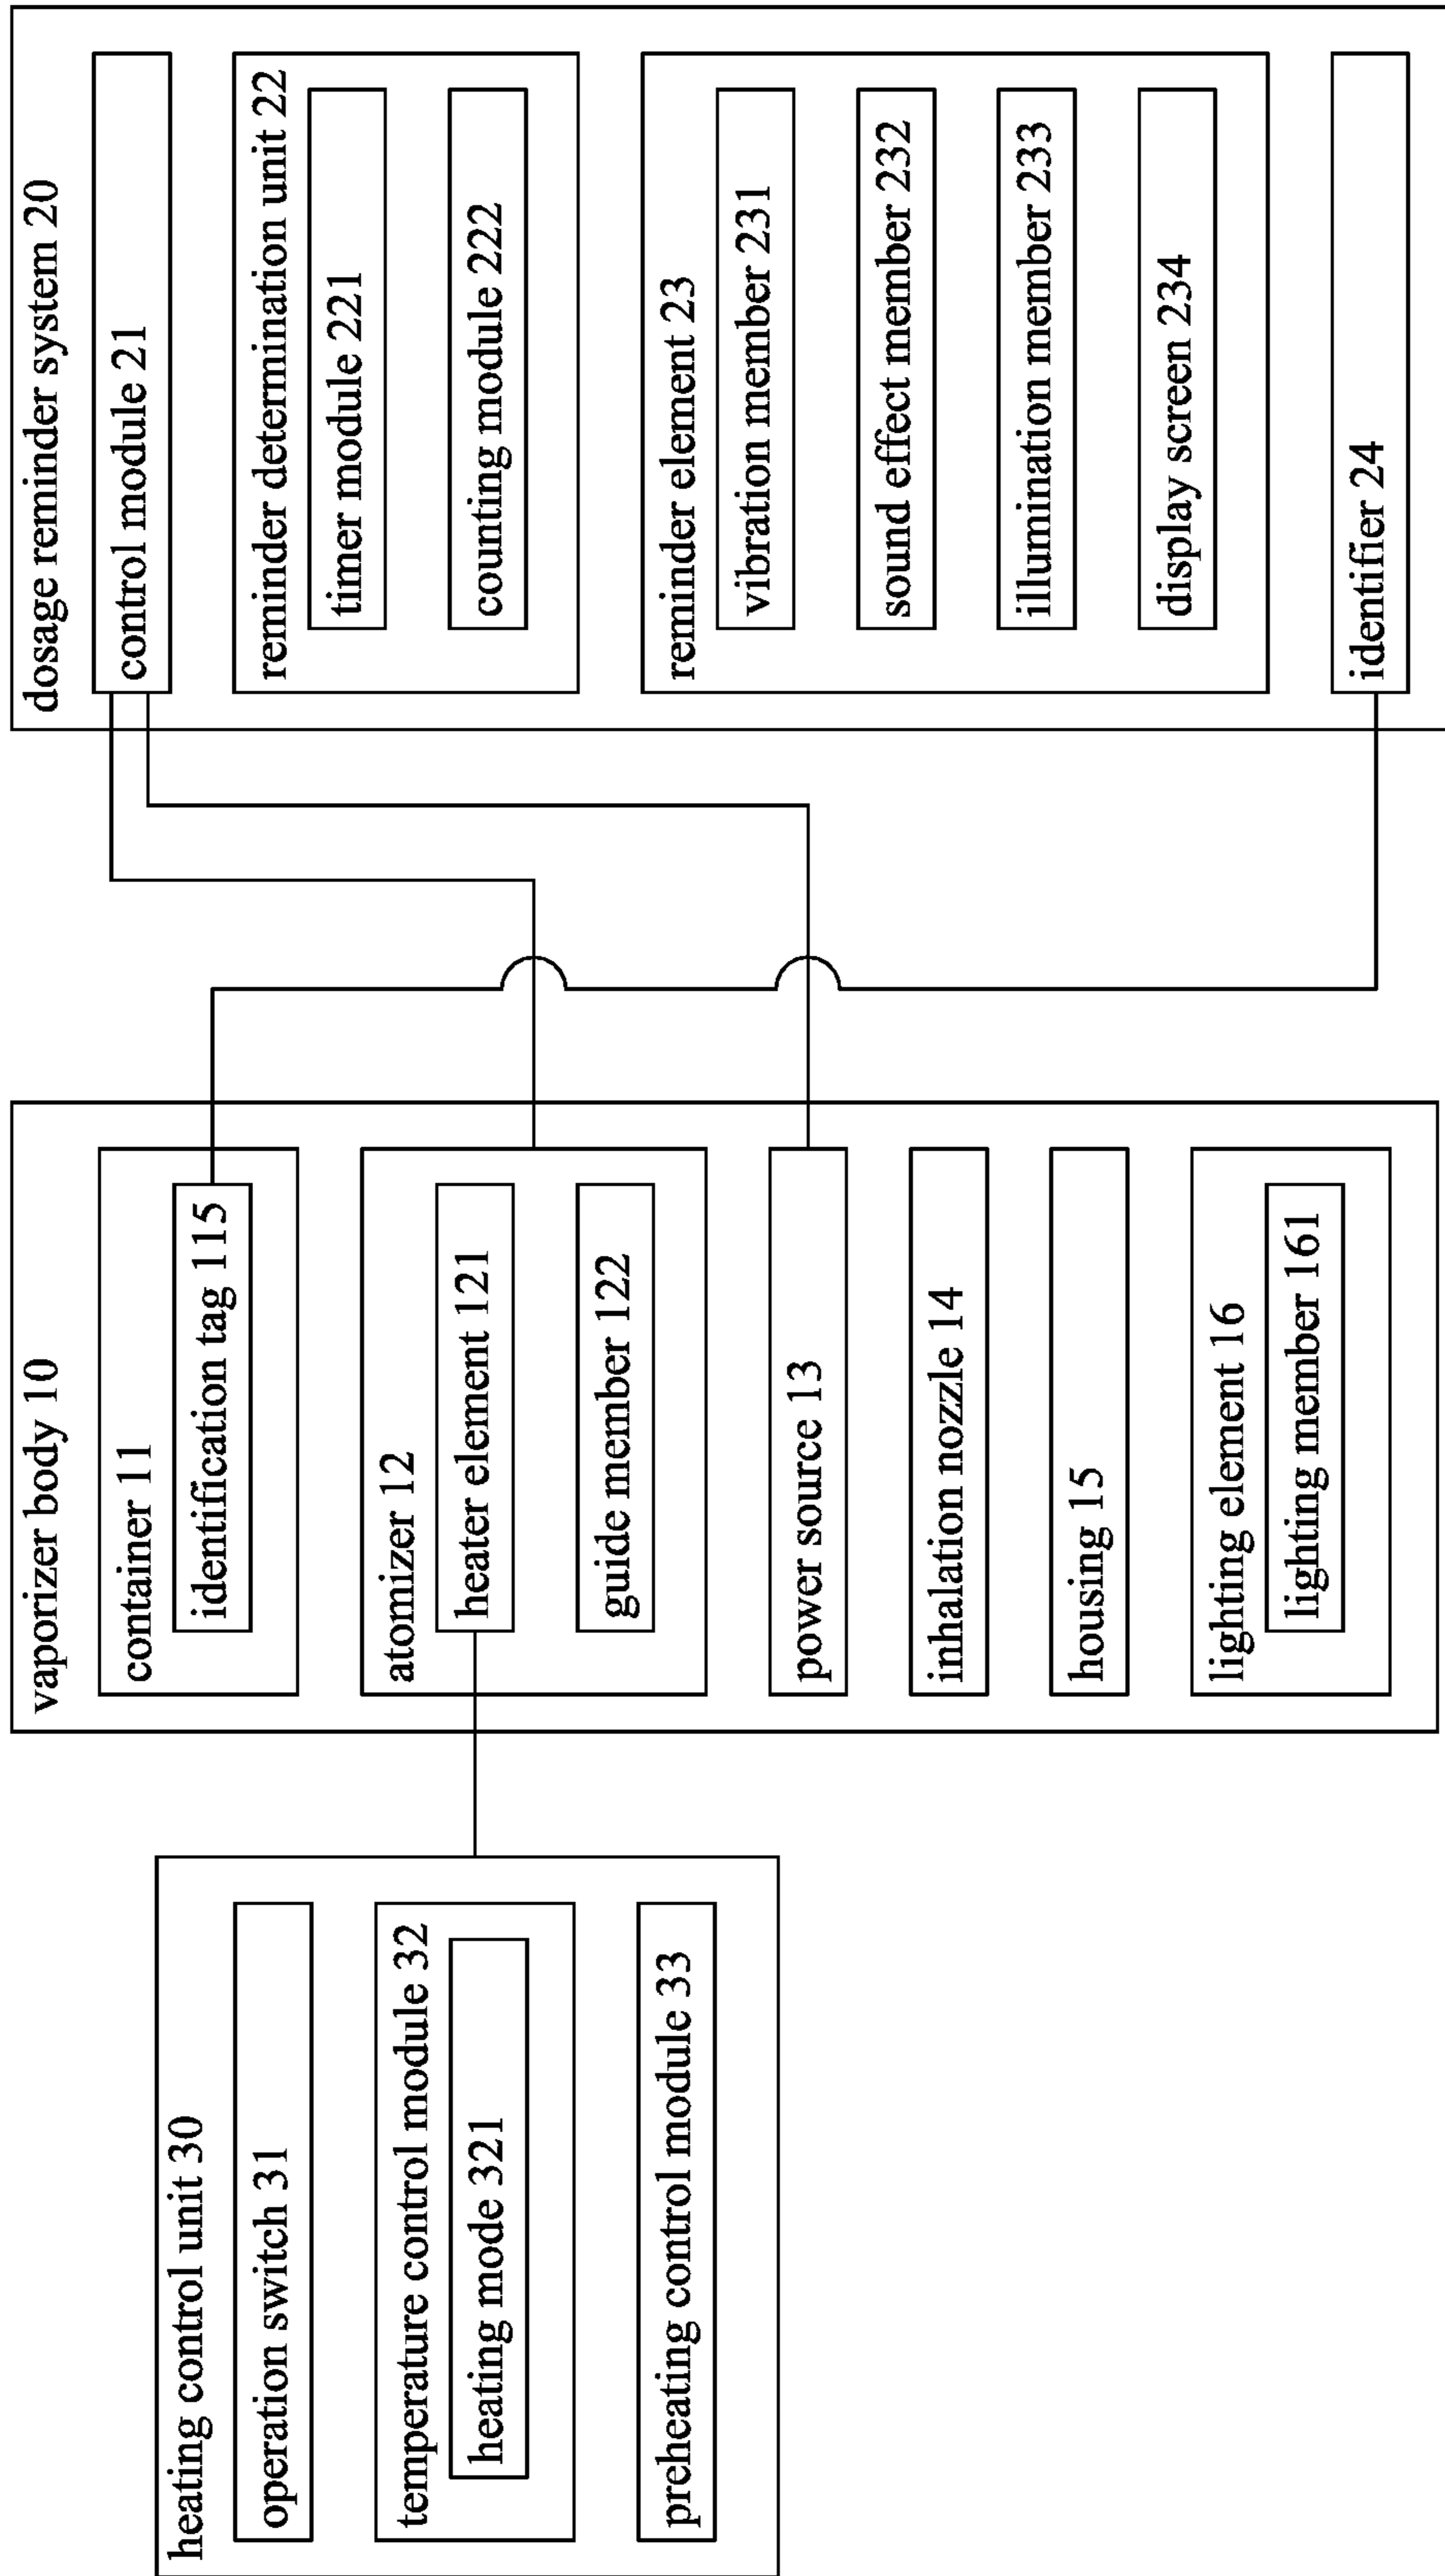 heating control unit 30
operation switch 31
temperature control module 32
heating mode 321
preheating control module 33
vaporizer body 10
container 11
identification tag 115
atomizer 12
heater element 121
guide member 122
power source 13
inhalation nozzle 14
housing 15
lighting element 16
lighting member 161
dosage reminder system 20
control module 21
reminder determination unit 22
timer module 221
counting module 222
reminder element 23
vibration member 231
sound effect member 232
illumination member 233
display screen 234
identifier 24